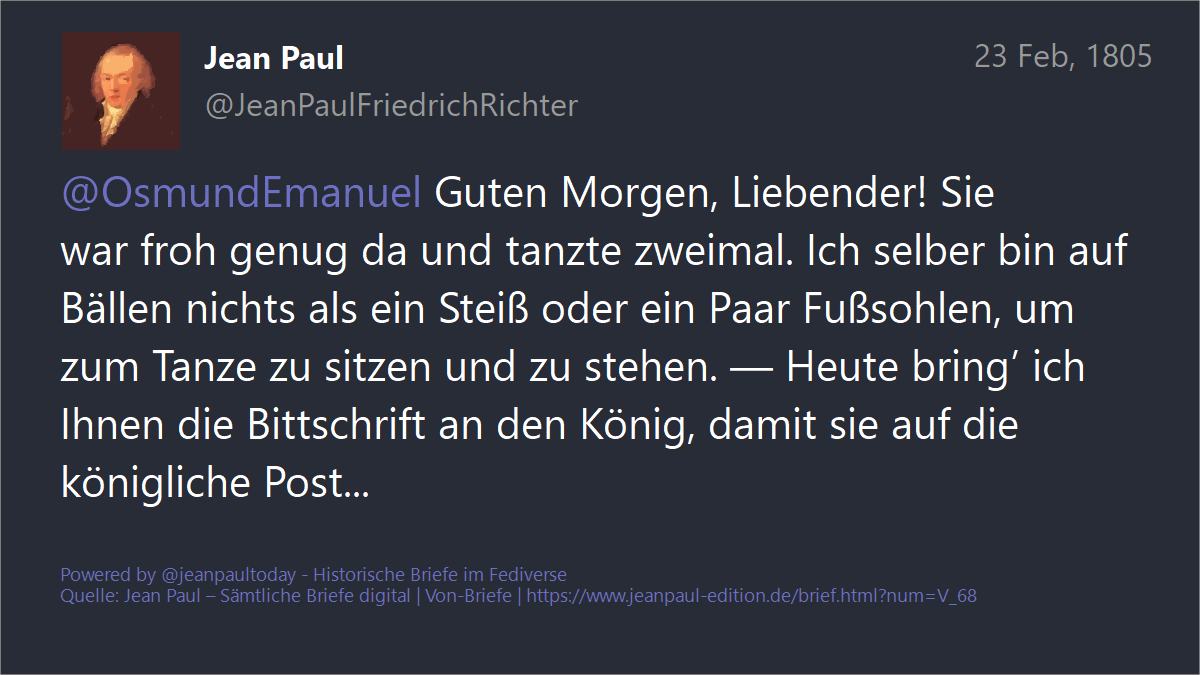 Jean Paul
23 Feb, 1805
@JeanPaulFriedrichRichter
@OsmundEmanuel Guten Morgen, Liebender! Sie
war froh genug da und tanzte zweimal. Ich selber bin auf
Bällen nichts als ein Steiß oder ein Paar Fußsohlen, um
zum Tanze zu sitzen und zu stehen. — Heute bring’ ich
Ihnen die Bittschrift an den König, damit sie auf die
königliche Post...
Powered by @jeanpaultoday - Historische Briefe im Fediverse
Quelle: Jean Paul – Sämtliche Briefe digital | Von-Briefe | https://www.jeanpaul-edition.de/brief.html?num=V_68